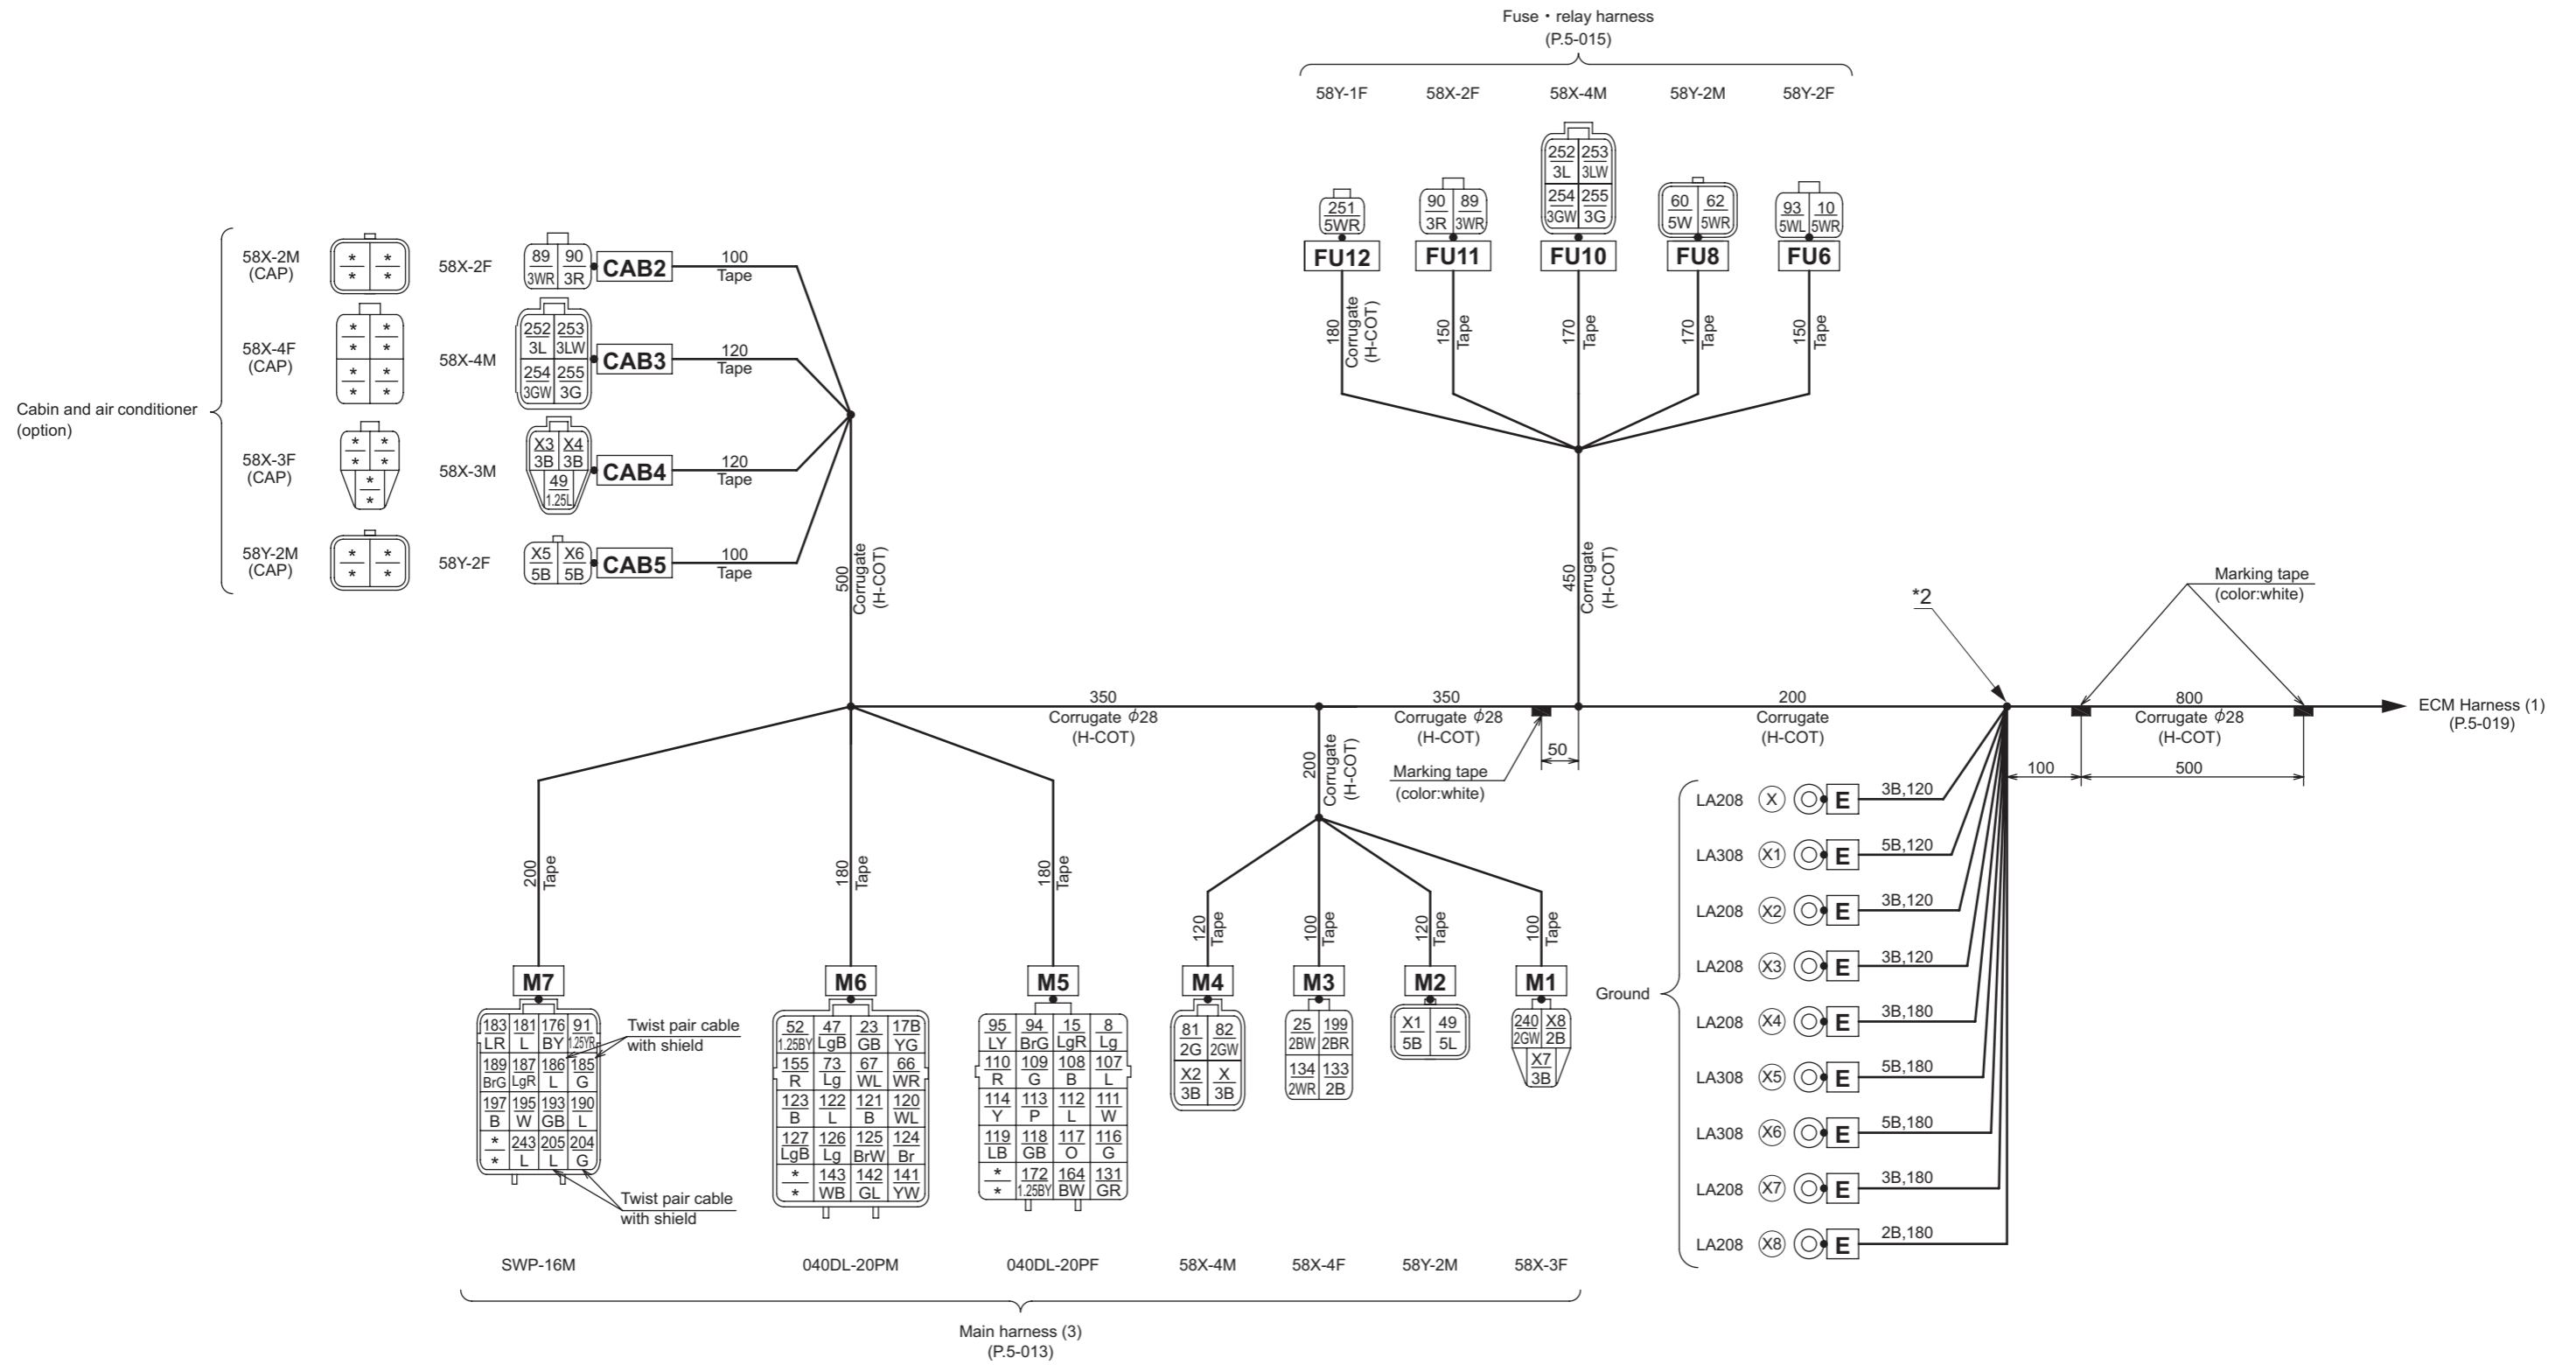 Fuse・relay harness
(P.5-015)
58Y-1F
58X-2F
58X-4M
58Y-2M
58Y-2F
251
5WR
90 89
3R 3WR
252 253
3L 3LW
254 255
3GW 3G
60 62
5W 5WR
93 10
5WL 5WR
FU12
FU11
FU10
FU8
FU6
180
Corrugate
(H-COT)
150
Tape
170
Tape
170
Tape
150
Tape
450
Corrugate
(H-COT)
Cabin and air conditioner
(option)
58X-2M
(CAP)
* *
* *
58X-2F
89 90
3WR 3R
CAB2
100
Tape
58X-4F
(CAP)
* *
* *
* *
* *
58X-4M
252 253
3L 3LW
254 255
3GW 3G
CAB3
120
Tape
58X-3F
(CAP)
* *
* *
*
*
58X-3M
X3 X4
3B 3B
49
1.25L
CAB4
120
Tape
58Y-2M
(CAP)
* *
* *
58Y-2F
X5 X6
5B 5B
CAB5
100
Tape
500
Corrugate
(H-COT)
350
Corrugate ϕ28
(H-COT)
350
Corrugate ϕ28
(H-COT)
50
Marking tape
(color:white)
200
Corrugate
(H-COT)
200
Corrugate
(H-COT)
*2
Marking tape
(color:white)
800
Corrugate ϕ28
(H-COT)
100
500
ECM Harness (1)
(P.5-019)
200
Tape
180
Tape
180
Tape
120
Tape
100
Tape
120
Tape
100
Tape
M7
183 181 176 91
LR L BY 1.25YR
189 187 186 185
BrG LgR L G
197 195 193 190
B W GB L
* 243 205 204
* L L G
Twist pair cable
with shield
Twist pair cable
with shield
SWP-16M
M6
52 47 23 17B
1.25BY LgB GB YG
155 73 67 66
R Lg WL WR
123 122 121 120
B L B WL
127 126 125 124
LgB Lg BrW Br
* 143 142 141
* WB GL YW
040DL-20PM
M5
95 94 15 8
LY BrG LgR Lg
110 109 108 107
R G B L
114 113 112 111
Y P L W
119 118 117 116
LB GB O G
* 172 164 131
* 1.25BY BW GR
040DL-20PF
M4
81 82
2G 2GW
X2 X
3B 3B
58X-4M
M3
25 199
2BW 2BR
134 133
2WR 2B
58X-4F
M2
X1 49
5B 5L
58Y-2M
M1
240 X8
2GW 2B
X7
3B
58X-3F
Main harness (3)
(P.5-013)
Ground
LA208 X E 3B,120
LA308 X1 E 5B,120
LA208 X2 E 3B,120
LA208 X3 E 3B,120
LA208 X4 E 3B,180
LA308 X5 E 5B,180
LA308 X6 E 5B,180
LA208 X7 E 3B,180
LA208 X8 E 2B,180